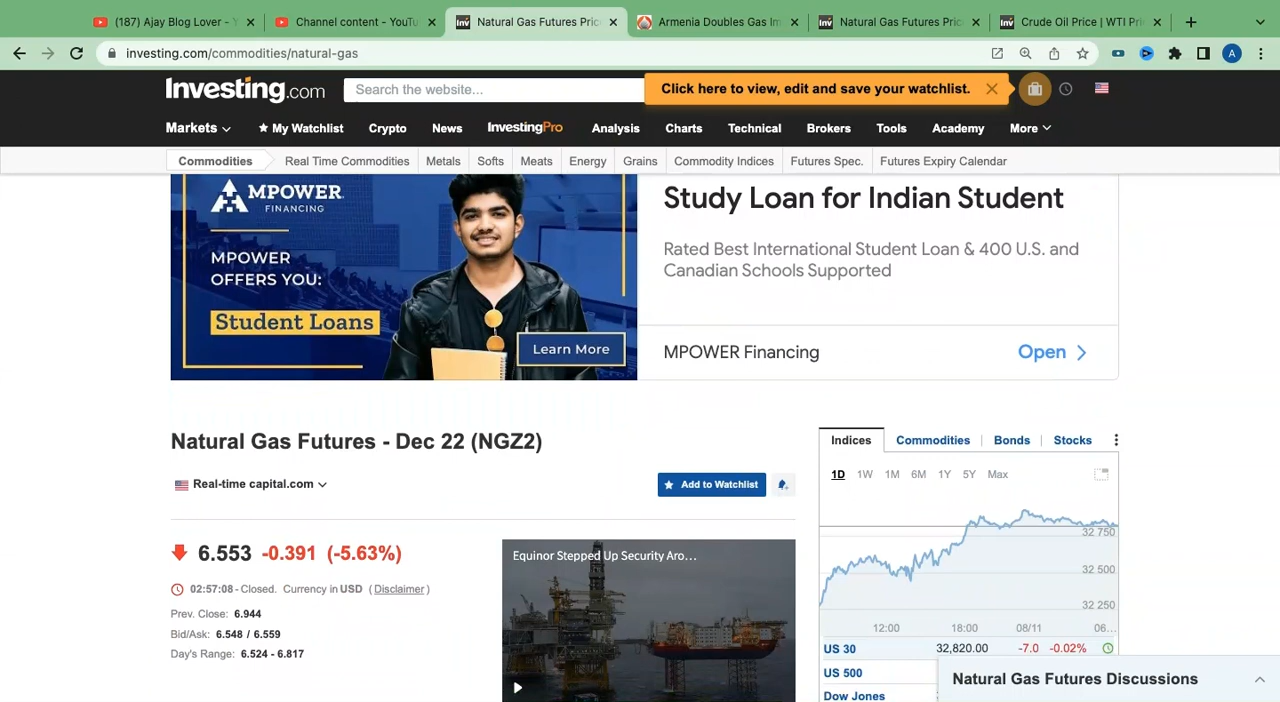 (187) Ajay Blog Lover - Y
Channel content - YouTu
Natural Gas Futures Pric
Armenia Doubles Gas Im
Natural Gas Futures Pric
Crude Oil Price | WTI Pri
investing.com/commodities/natural-gas
A
Investing.com
Search the website...
Click here to view, edit and save your watchlist.
Markets
My Watchlist
Crypto
News
InvestingPro
Analysis
Charts
Technical
Brokers
Tools
Academy
More
Commodities
Real Time Commodities
Metals
Softs
Meats
Energy
Grains
Commodity Indices
Futures Spec.
Futures Expiry Calendar
MPOWER
FINANCING
MPOWER
OFFERS YOU:
Student Loans
Learn More
Study Loan for Indian Student
Rated Best International Student Loan & 400 U.S. and
Canadian Schools Supported
MPOWER Financing
Open
Natural Gas Futures - Dec 22 (NGZ2)
Real-time capital.com
Add to Watchlist
6.553 -0.391 (-5.63%)
02:57:08 - Closed. Currency in USD ( Disclaimer )
Prev. Close: 6.944
Bid/Ask: 6.548 / 6.559
Day's Range: 6.524 - 6.817
Equinor Stepped Up Security Aro...
Indices
Commodities
Bonds
Stocks
1D 1W 1M 6M 1Y 5Y Max
32 750
32 500
32 250
12:00 18:00 08/11 06...
US 30 32,820.00 -7.0 -0.02%
US 500
Dow Jones
Natural Gas Futures Discussions